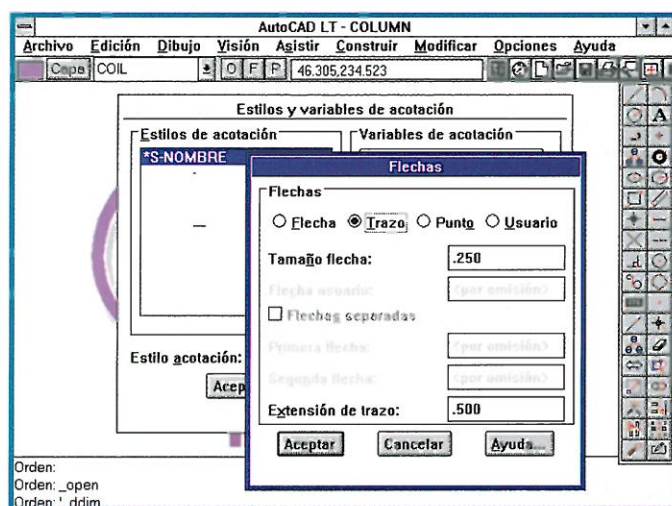 AutoCAD LT - COLUMN
Archivo Edición Dibujo Visión Asistir Construir Modificar Opciones Ayuda
Capa COIL O F P 46.305,234.523
A
Estilos y variables de acotación
Estilos de acotación Variables de acotación
*S-NOMBRE
Flechas
Flechas
Flecha Trazo Punto Usuario
Tamaño flecha: .250
Flecha usuario: <por omisión>
Flechas separadas
Primera flecha: <por omisión>
Segunda flecha: <por omisión>
Estilo acotación:
Extensión de trazo: .500
Acep
Aceptar Cancelar Ayuda...
Orden:
Orden: _open
Orden: '_ddim